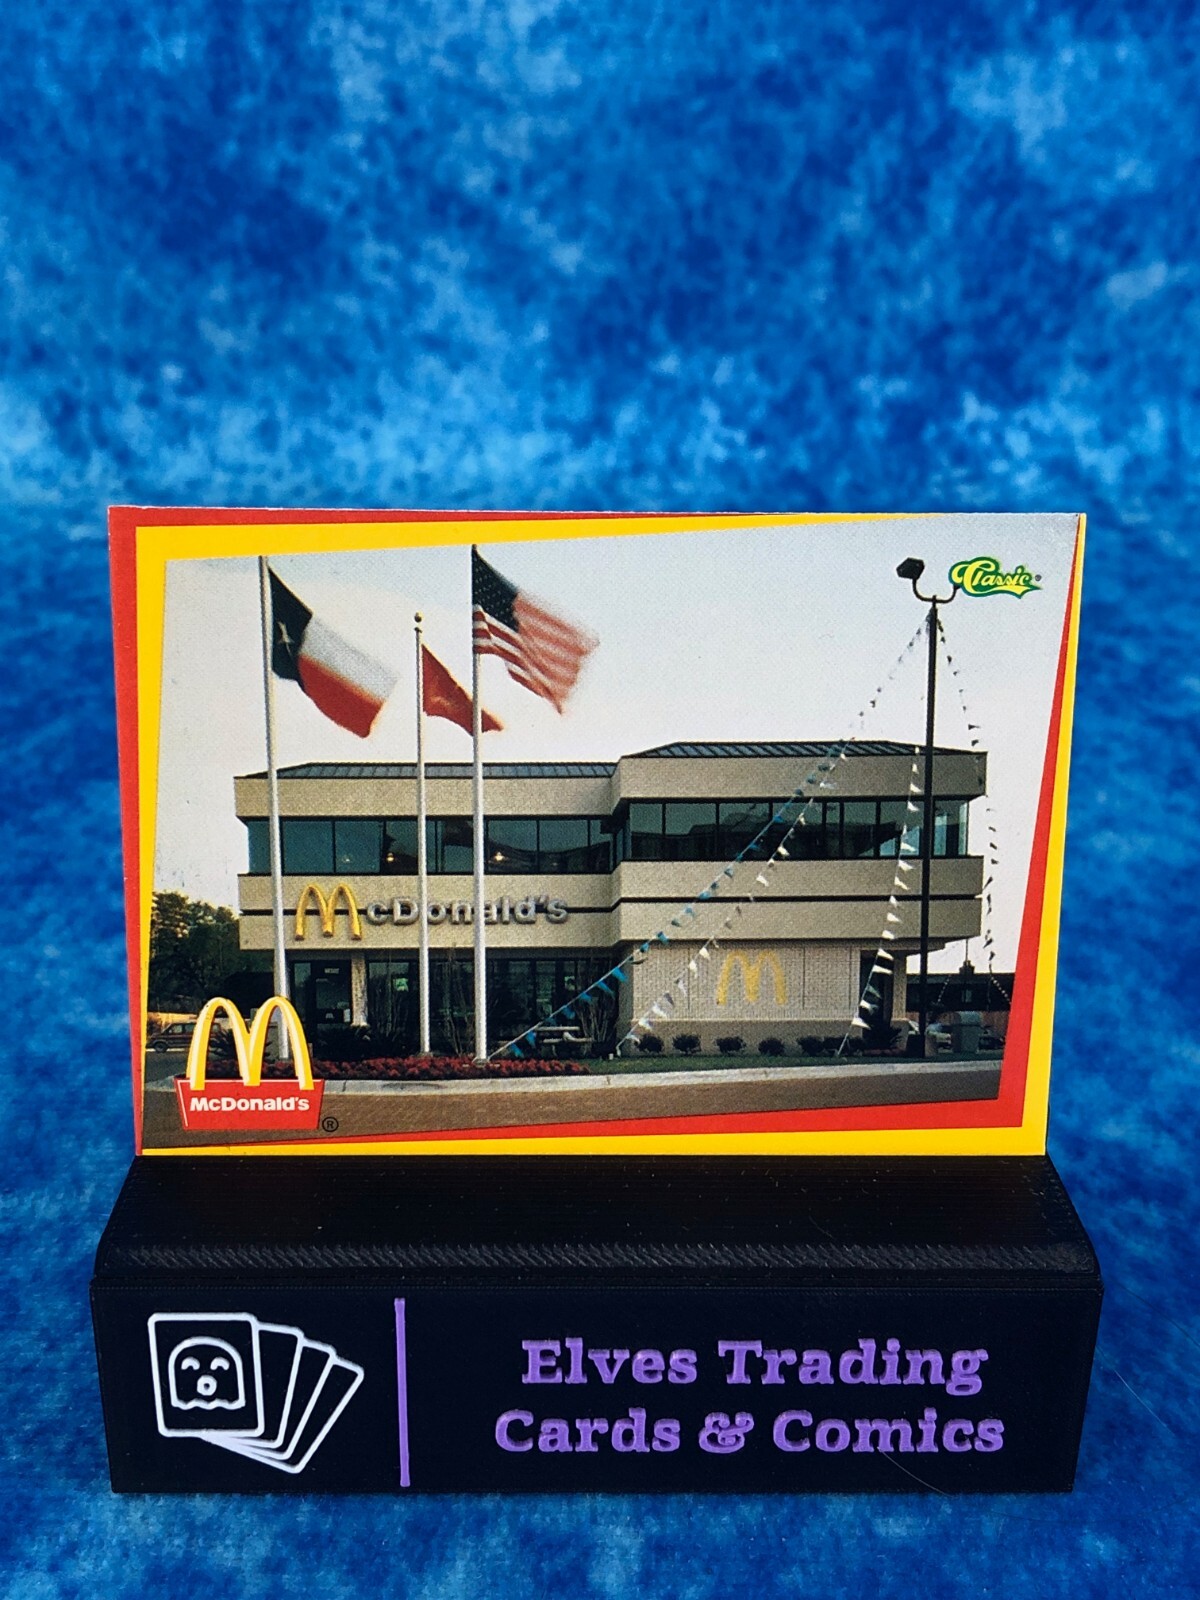 Classic
McDonald's
McDonald's
®
Elves Trading
Cards & Comics